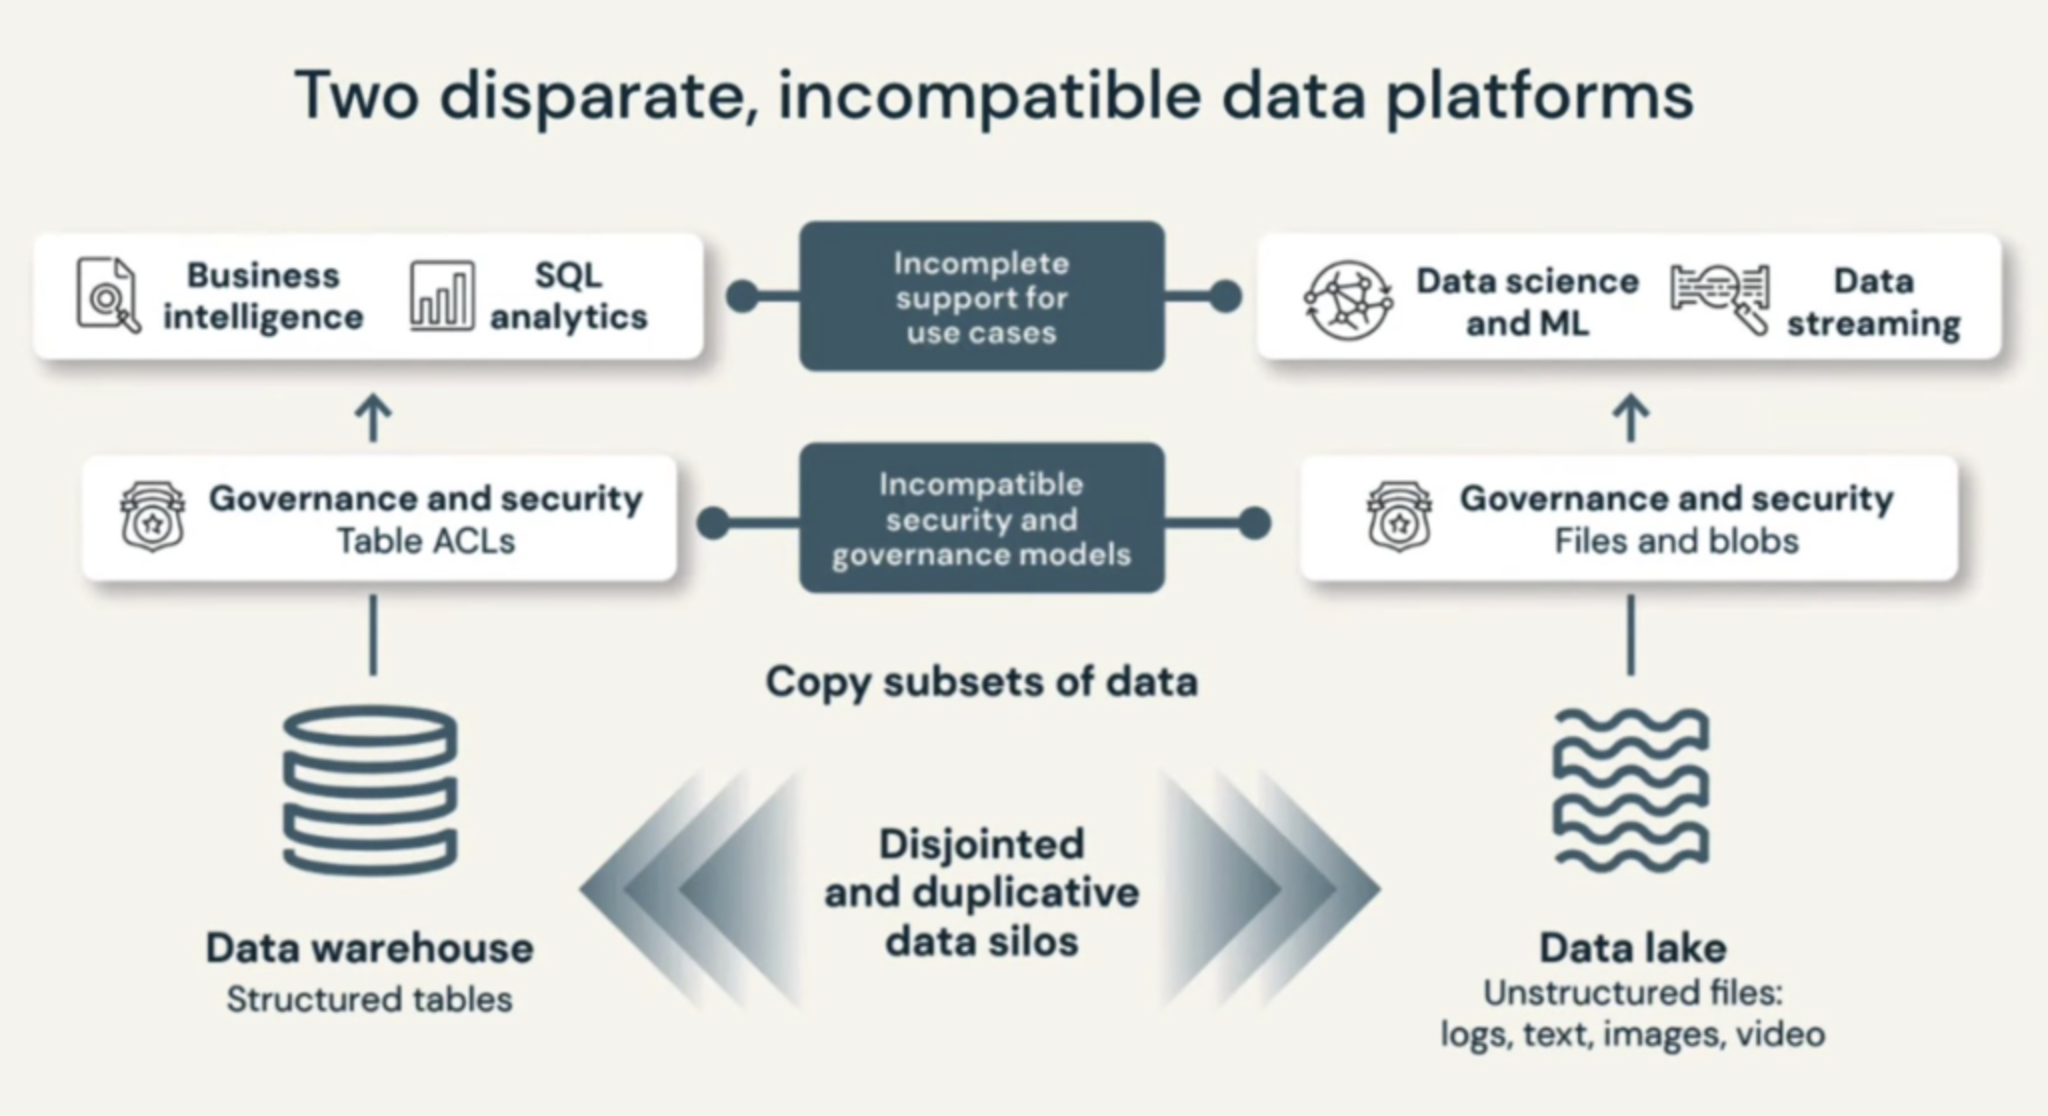 Two disparate, incompatible data platforms
Business
intelligence
SQL
analytics
Incomplete
support for
use cases
Data science
and ML
Data
streaming
Governance and security
Table ACLs
Incompatible
security and
governance models
Governance and security
Files and blobs
Copy subsets of data
Disjointed
and duplicative
data silos
Data warehouse
Structured tables
Data lake
Unstructured files:
logs, text, images, video